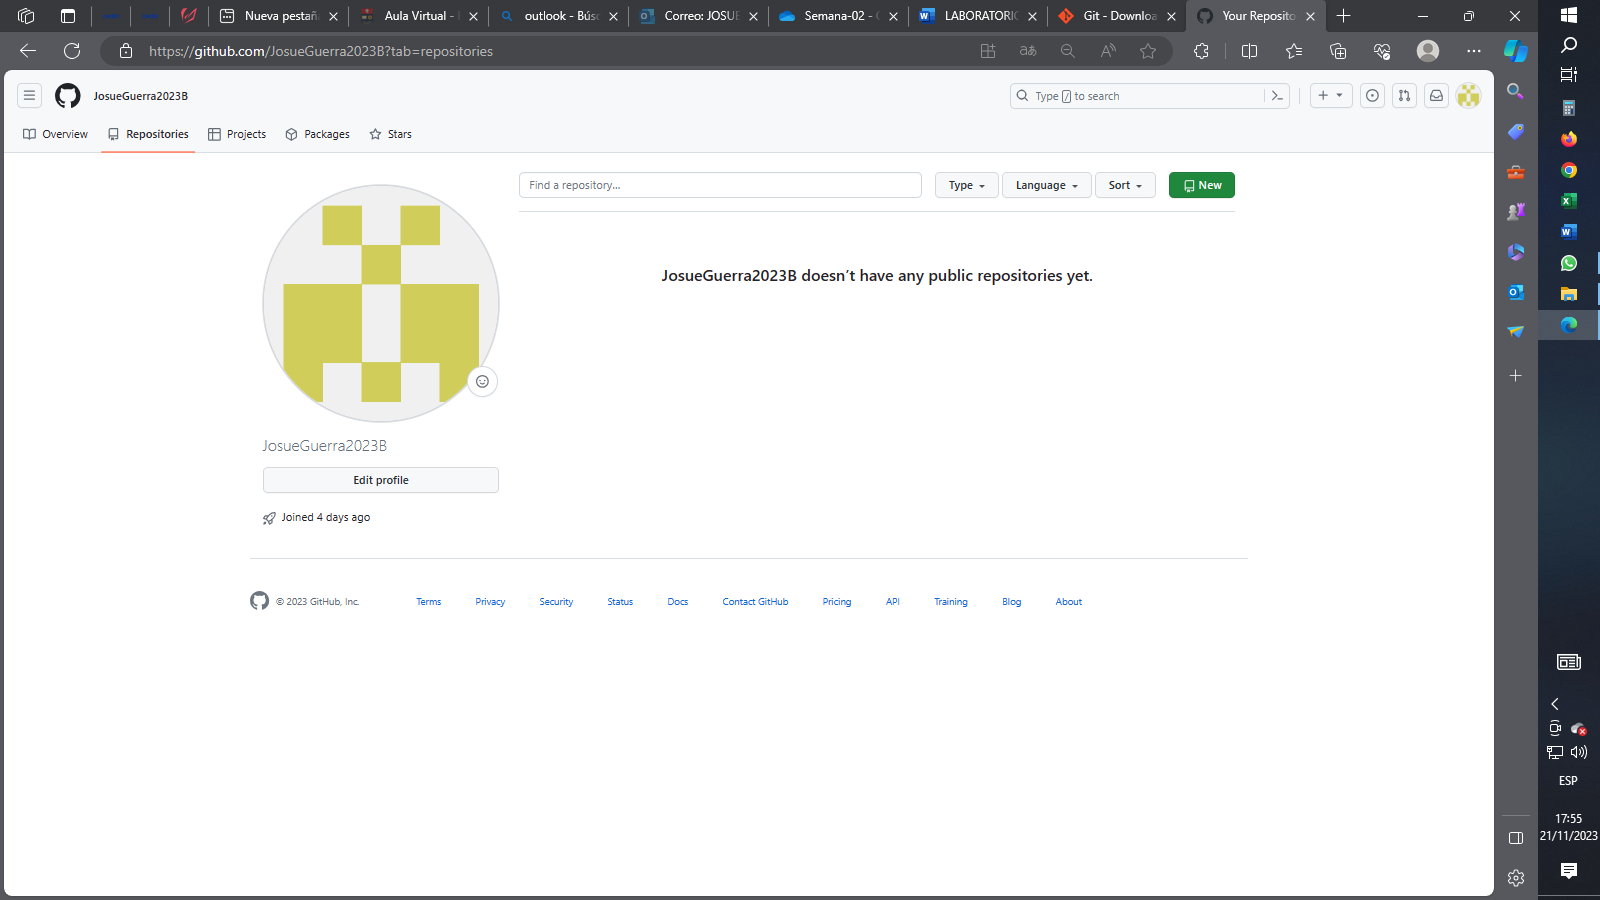 Nueva pestañ
Aula Virtual -
outlook - Bús
Correo: JOSUE
Semana-02 -
LABORATORIO
Git - Downloa
Your Reposito
https://github.com/JosueGuerra2023B?tab=repositories
JosueGuerra2023B
Type / to search
Overview
Repositories
Projects
Packages
Stars
Find a repository...
Type
Language
Sort
New
JosueGuerra2023B doesn’t have any public repositories yet.
JosueGuerra2023B
Edit profile
Joined 4 days ago
© 2023 GitHub, Inc.
Terms
Privacy
Security
Status
Docs
Contact GitHub
Pricing
API
Training
Blog
About
ESP
17:55
21/11/2023